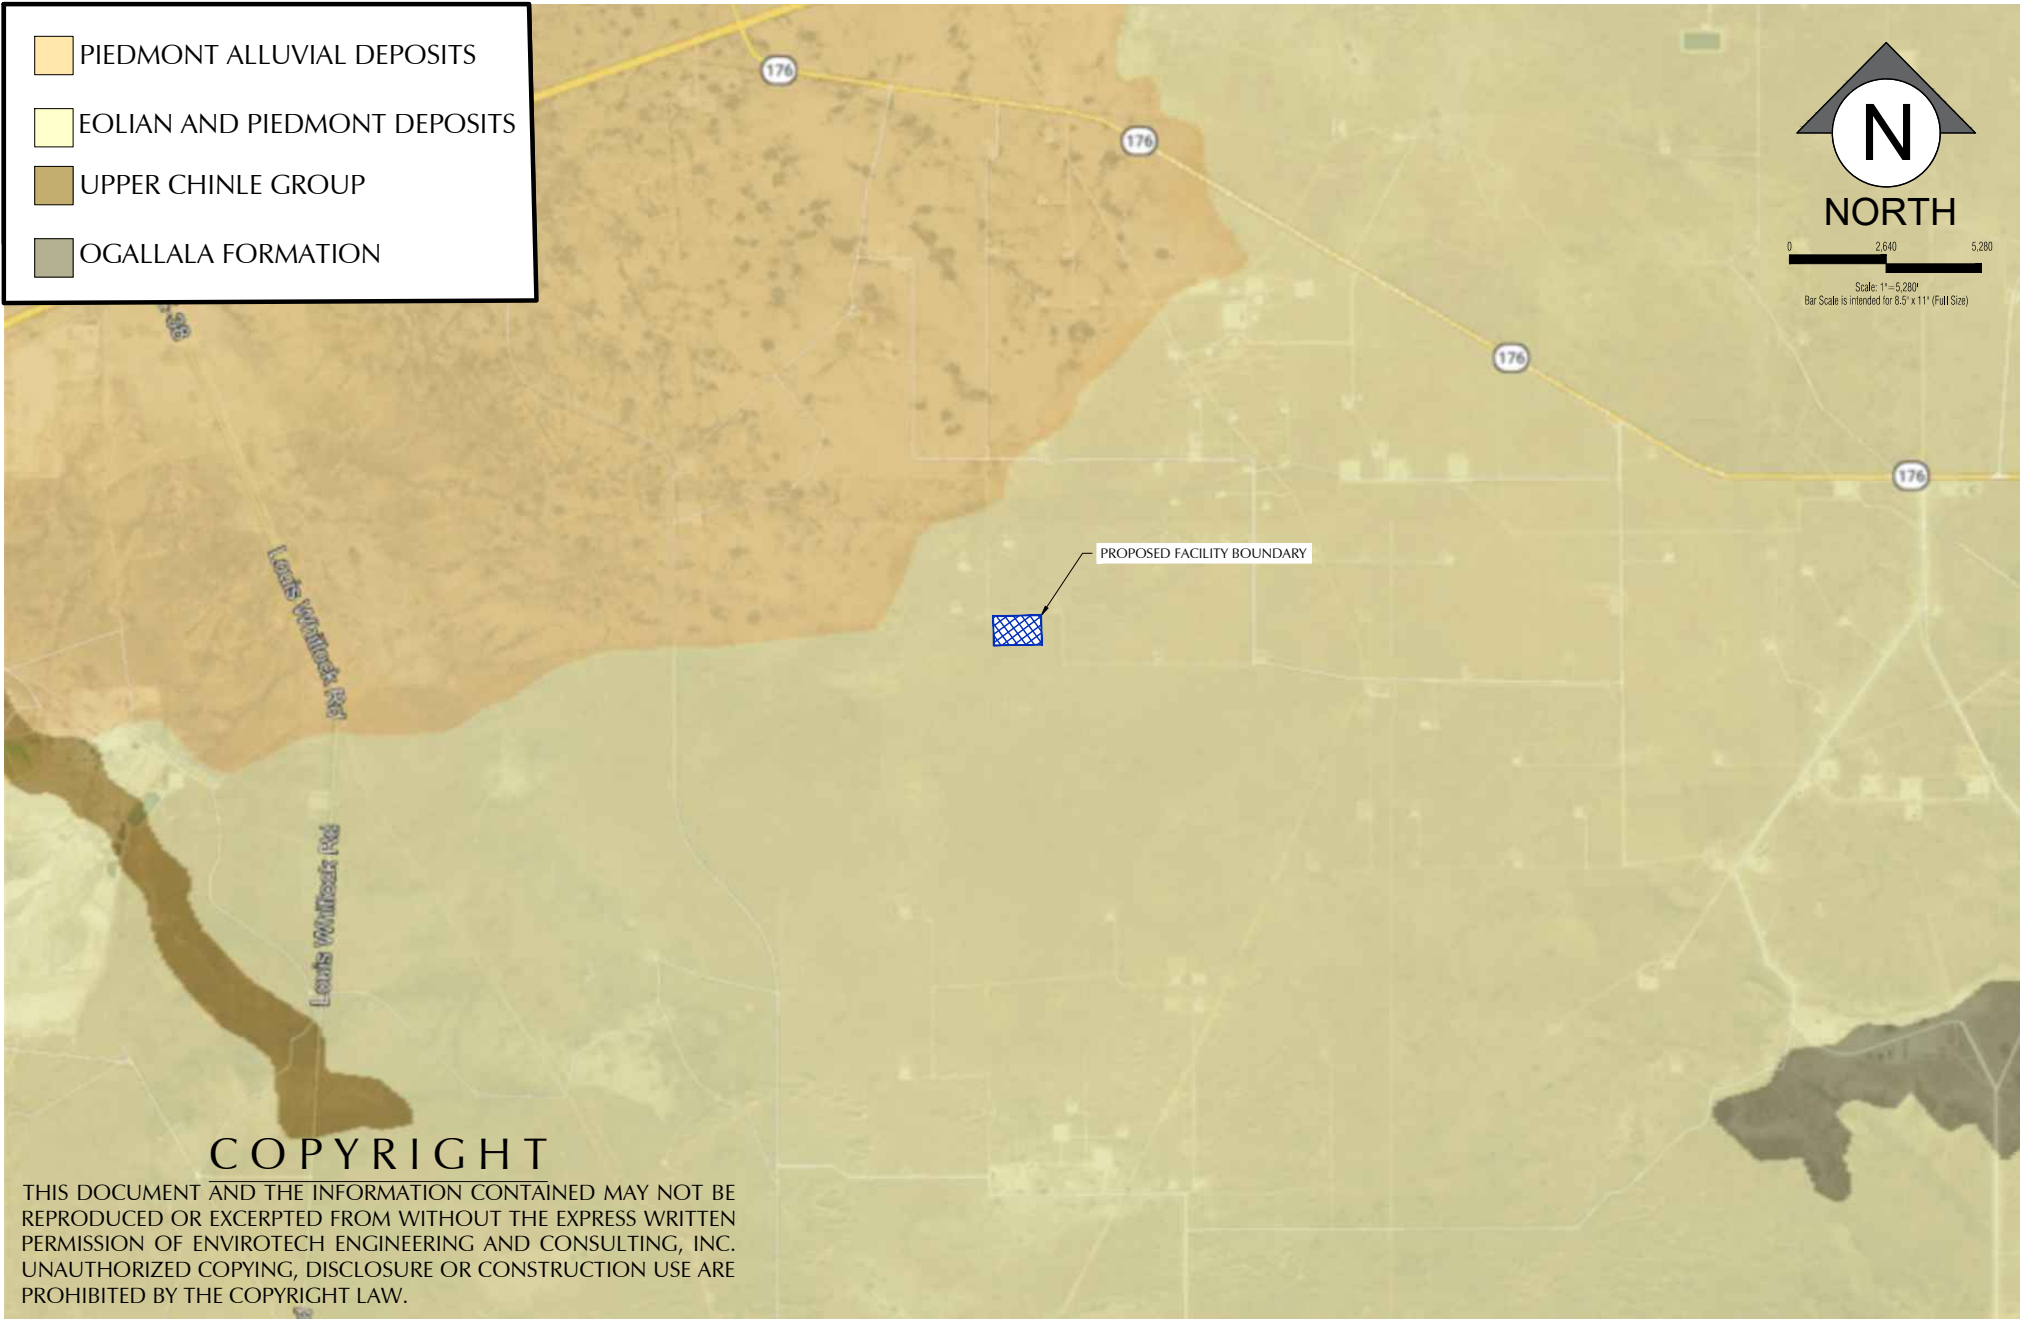 PIEDMONT ALLUVIAL DEPOSITS
EOLIAN AND PIEDMONT DEPOSITS
UPPER CHINLE GROUP
OGALLALA FORMATION
176
176
N
NORTH
0 2,640 5,280
Scale: 1"=5,280'
Bar Scale is intended for 8.5" x 11" (Full Size)
38
176
176
PROPOSED FACILITY BOUNDARY
Louis Whitlock Rd
Louis Whitlock Rd
COPYRIGHT
THIS DOCUMENT AND THE INFORMATION CONTAINED MAY NOT BE
REPRODUCED OR EXCERPTED FROM WITHOUT THE EXPRESS WRITTEN
PERMISSION OF ENVIROTECH ENGINEERING AND CONSULTING, INC.
UNAUTHORIZED COPYING, DISCLOSURE OR CONSTRUCTION USE ARE
PROHIBITED BY THE COPYRIGHT LAW.